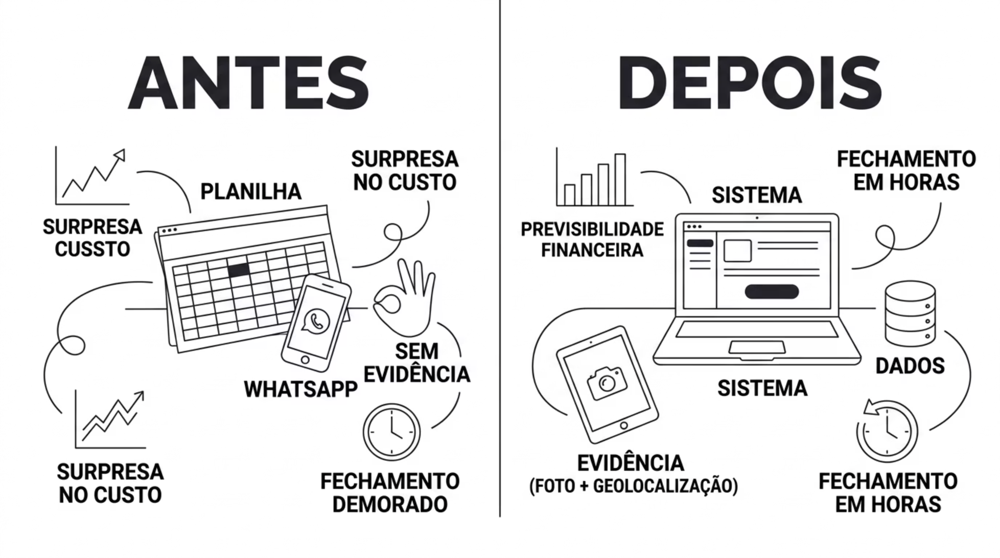 ANTES
SURPRESA
NO CUSTO
PLANILHA
SURPRESA
CUSSTO
SEM
EVIDÊNCIA
WHATSAPP
SURPRESA
NO CUSTO
FECHAMENTO
DEMORADO
DEPOIS
FECHAMENTO
EM HORAS
SISTEMA
PREVISIBILIDADE
FINANCEIRA
DADOS
SISTEMA
EVIDÊNCIA
(FOTO + GEOLOCALIZAÇÃO)
FECHAMENTO
EM HORAS